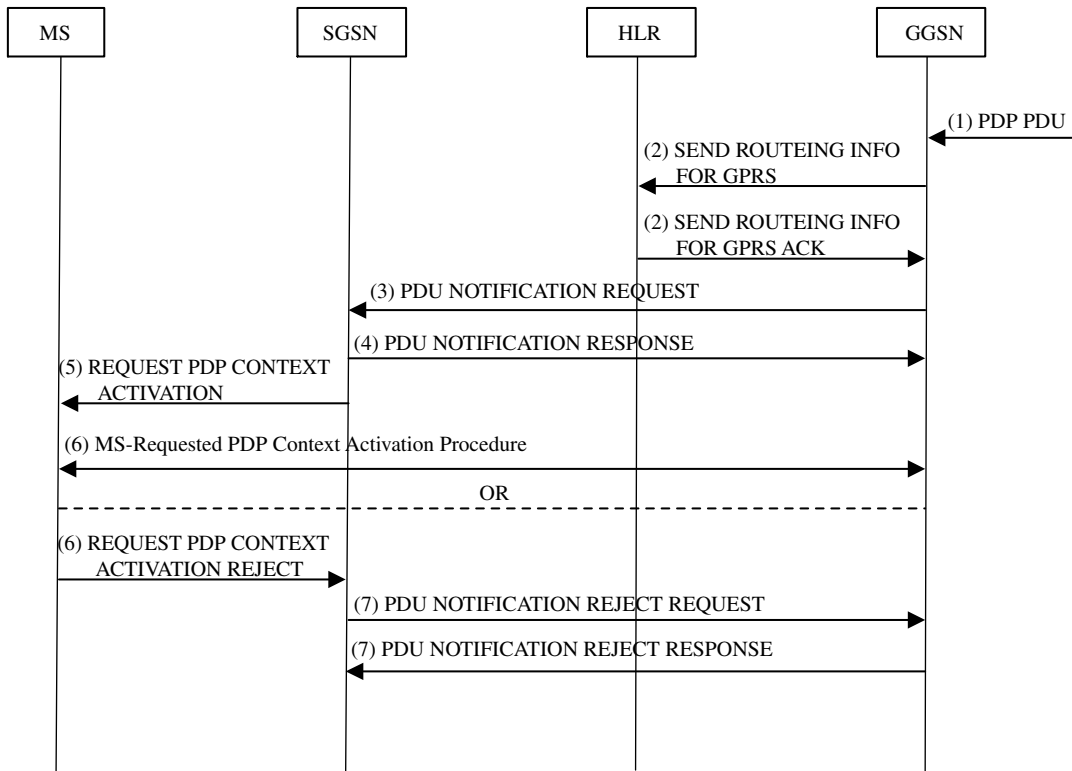 MS
SGSN
HLR
GGSN
(1) PDP PDU
(2) SEND ROUTEING INFO
FOR GPRS
(2) SEND ROUTEING INFO
FOR GPRS ACK
(3) PDU NOTIFICATION REQUEST
(4) PDU NOTIFICATION RESPONSE
(5) REQUEST PDP CONTEXT
ACTIVATION
(6) MS-Requested PDP Context Activation Procedure
OR
(6) REQUEST PDP CONTEXT
ACTIVATION REJECT
(7) PDU NOTIFICATION REJECT REQUEST
(7) PDU NOTIFICATION REJECT RESPONSE